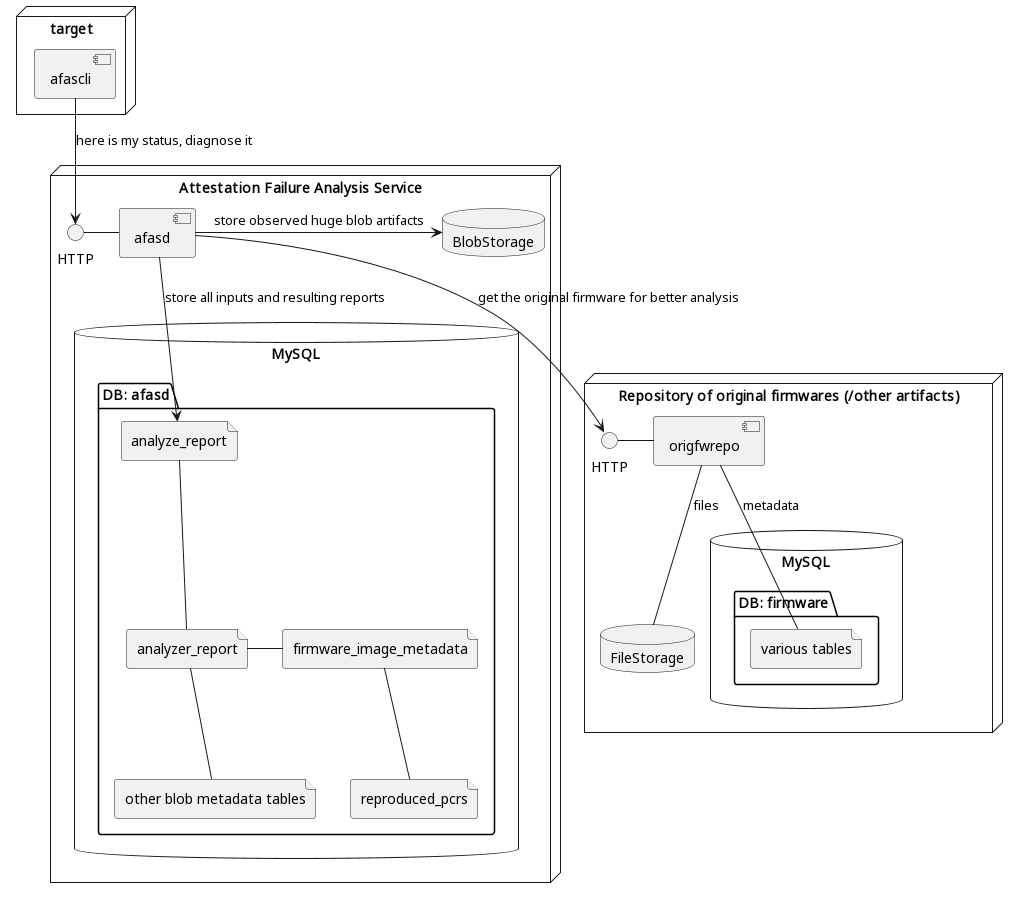 target
afascli
here is my status, diagnose it
Attestation Failure Analysis Service
HTTP
afasd
store observed huge blob artifacts
BlobStorage
store all inputs and resulting reports
get the original firmware for better analysis
MySQL
DB: afasd
analyze_report
analyzer_report
firmware_image_metadata
other blob metadata tables
reproduced_pcrs
Repository of original firmwares (/other artifacts)
HTTP
origfwrepo
files
metadata
MySQL
DB: firmware
FileStorage
various tables